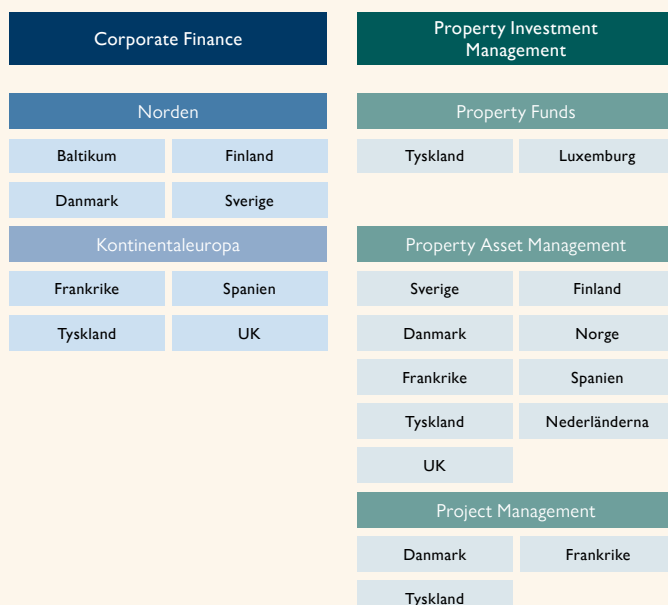 Corporate Finance
Norden
Baltikum Finland
Danmark Sverige
Kontinentaleuropa
Frankrike Spanien
Tyskland UK
Property Investment
Management
Property Funds
Tyskland Luxemburg
Property Asset Management
Sverige Finland
Danmark Norge
Frankrike Spanien
Tyskland Nederländerna
UK
Project Management
Danmark Frankrike
Tyskland